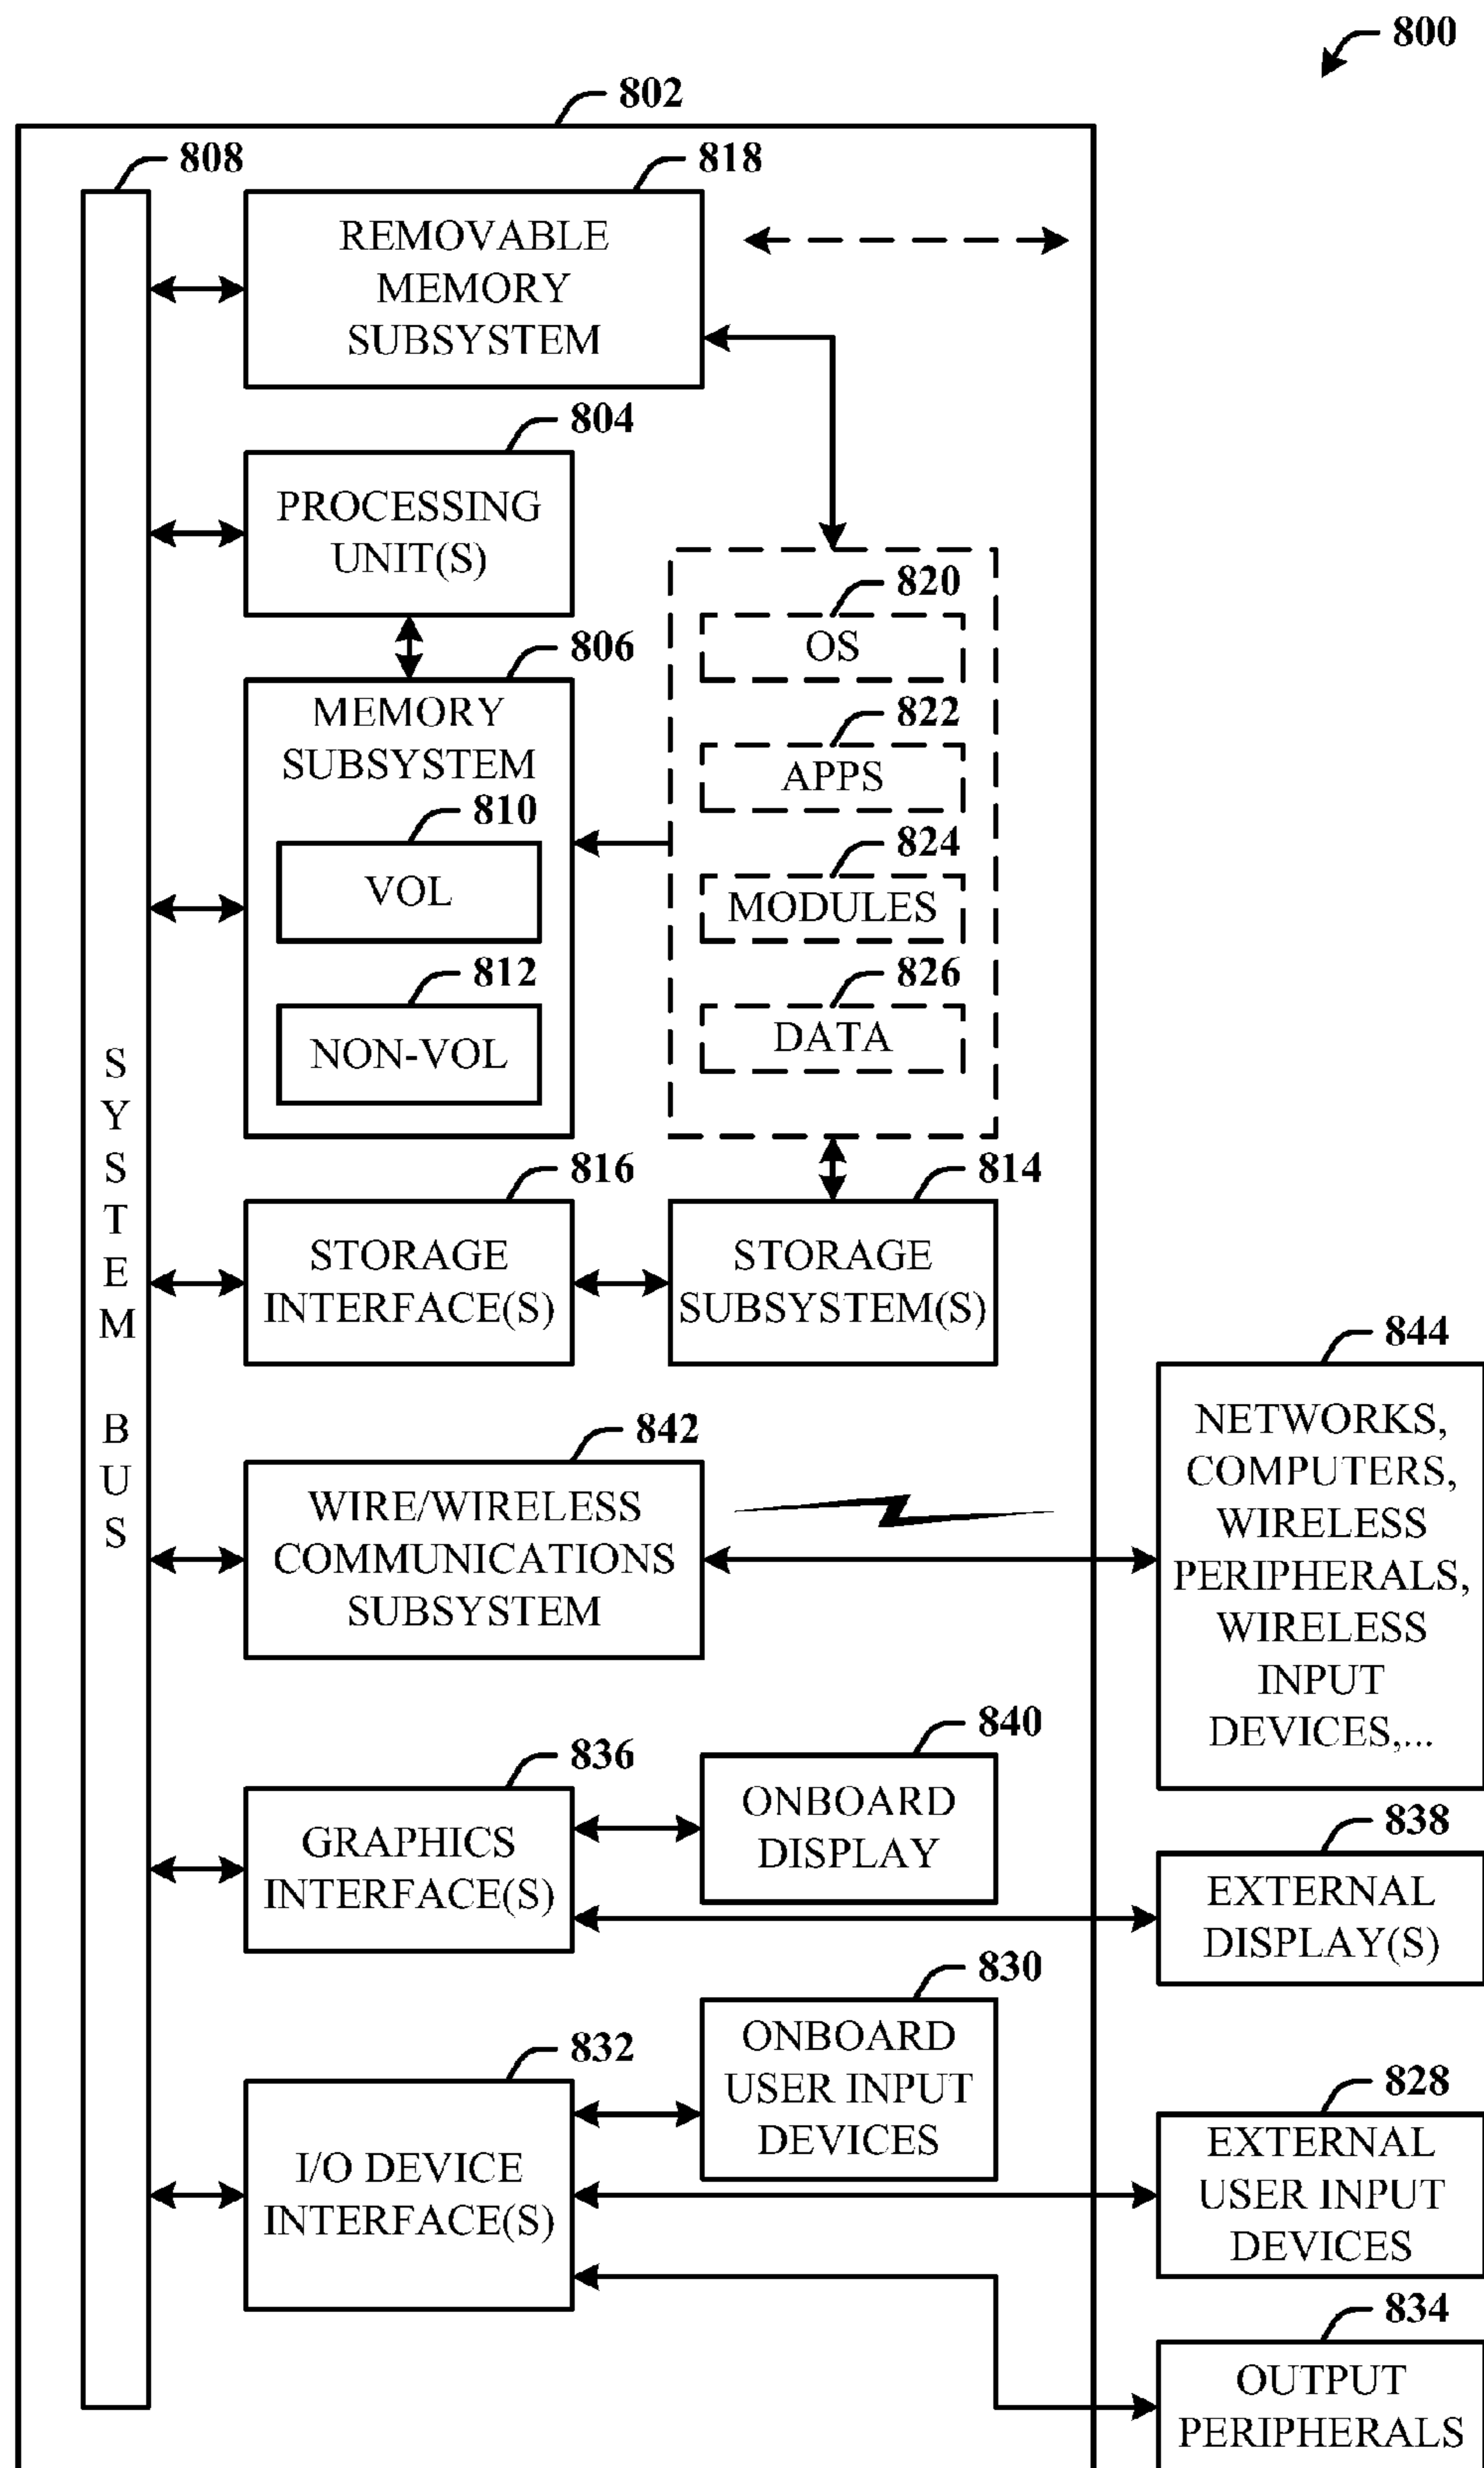 800
802
808
818
REMOVABLE
MEMORY
SUBSYSTEM
804
PROCESSING
UNIT(S)
806
MEMORY
SUBSYSTEM
810
VOL
812
NON-VOL
820
OS
822
APPS
824
MODULES
826
DATA
SYSTEM BUS
816
STORAGE
INTERFACE(S)
814
STORAGE
SUBSYSTEM(S)
842
WIRE/WIRELESS
COMMUNICATIONS
SUBSYSTEM
844
NETWORKS,
COMPUTERS,
WIRELESS
PERIPHERALS,
WIRELESS
INPUT
DEVICES,...
836
GRAPHICS
INTERFACE(S)
840
ONBOARD
DISPLAY
838
EXTERNAL
DISPLAY(S)
832
I/O DEVICE
INTERFACE(S)
830
ONBOARD
USER INPUT
DEVICES
828
EXTERNAL
USER INPUT
DEVICES
834
OUTPUT
PERIPHERALS